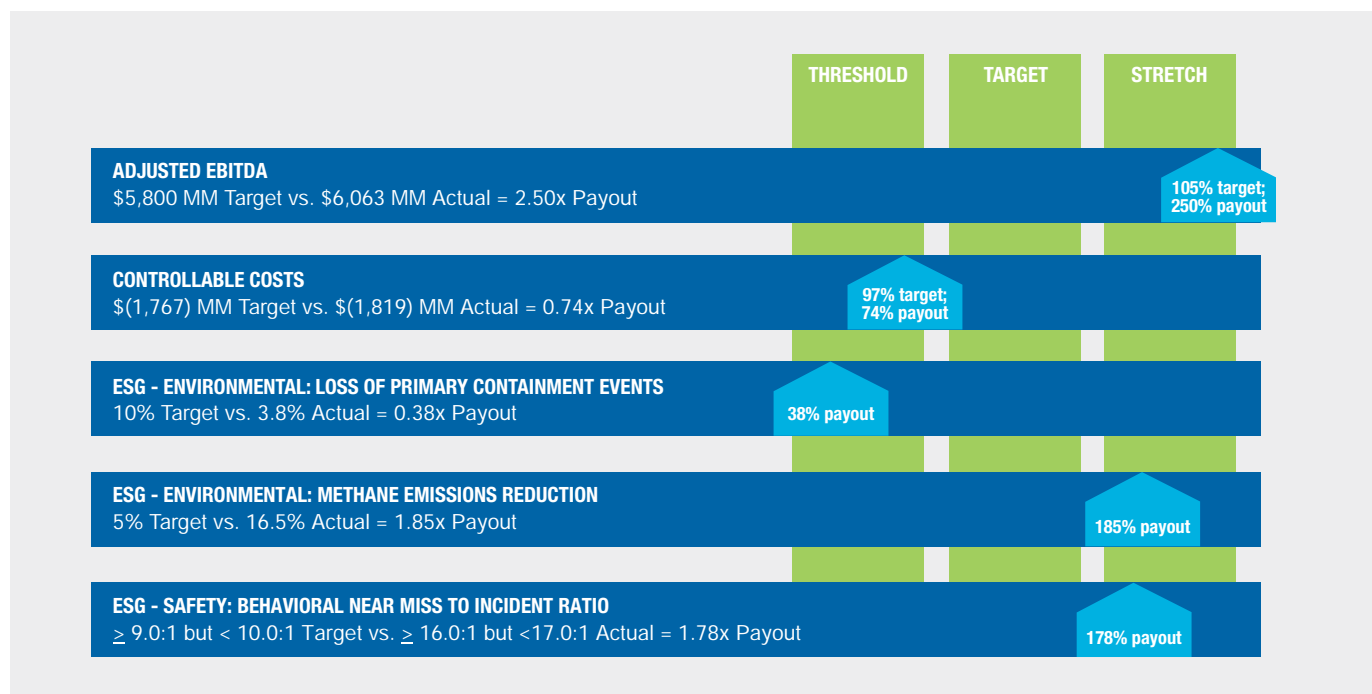 THRESHOLD TARGET STRETCH
ADJUSTED EBITDA
$5,800 MM Target vs. $6,063 MM Actual = 2.50x Payout
105% target;
250% payout
CONTROLLABLE COSTS
$(1,767) MM Target vs. $(1,819) MM Actual = 0.74x Payout
97% target;
74% payout
ESG - ENVIRONMENTAL: LOSS OF PRIMARY CONTAINMENT EVENTS
10% Target vs. 3.8% Actual = 0.38x Payout
38% payout
ESG - ENVIRONMENTAL: METHANE EMISSIONS REDUCTION
5% Target vs. 16.5% Actual = 1.85x Payout
185% payout
ESG - SAFETY: BEHAVIORAL NEAR MISS TO INCIDENT RATIO
≥ 9.0:1 but < 10.0:1 Target vs. ≥ 16.0:1 but <17.0:1 Actual = 1.78x Payout
178% payout